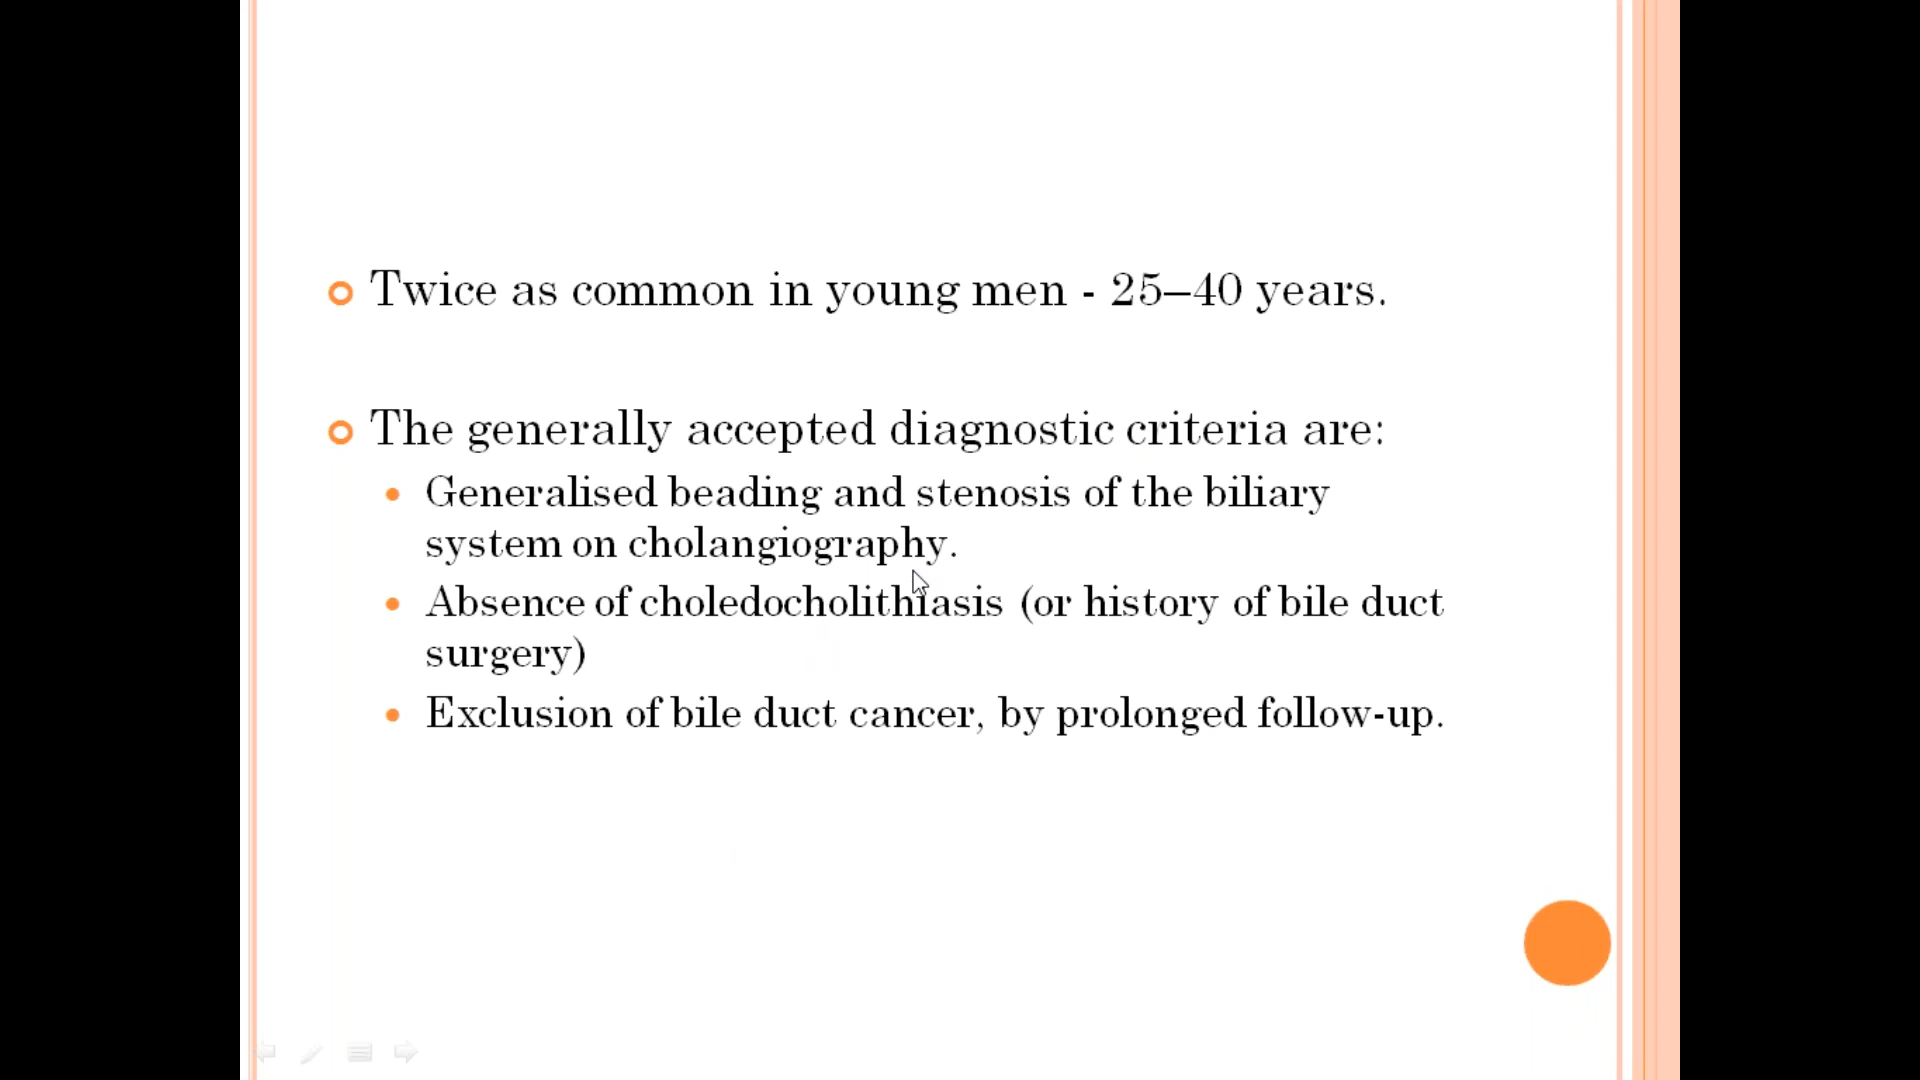 Twice as common in young men - 25–40 years.
The generally accepted diagnostic criteria are:
Generalised beading and stenosis of the biliary
system on cholangiography.
Absence of choledocholithiasis (or history of bile duct
surgery)
Exclusion of bile duct cancer, by prolonged follow-up.